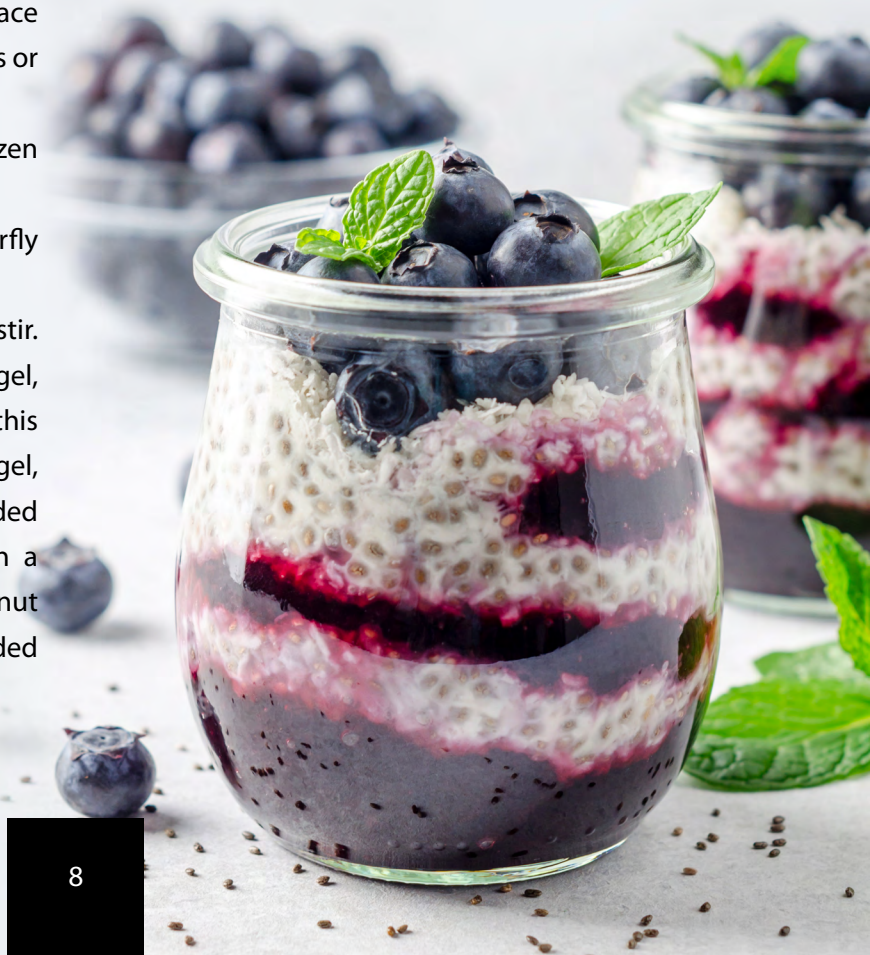 ace
s or
zen
rfly
stir.
gel,
this
gel,
ded
n a
nut
ded
8